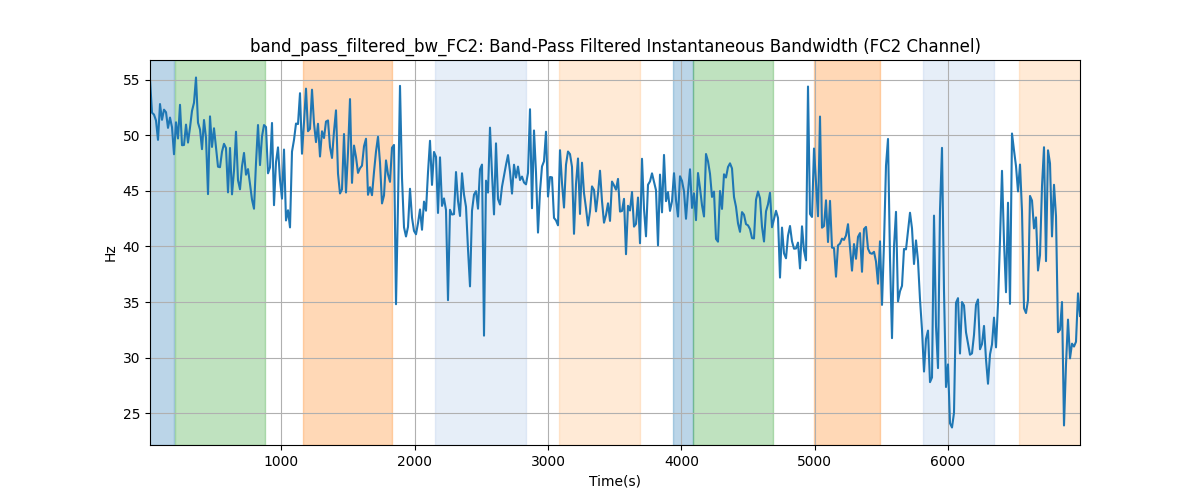 band_pass_filtered_bw_FC2: Band-Pass Filtered Instantaneous Bandwidth (FC2 Channel)
55
50
45
40
35
30
25
Hz
1000 2000 3000 4000 5000 6000
Time(s)